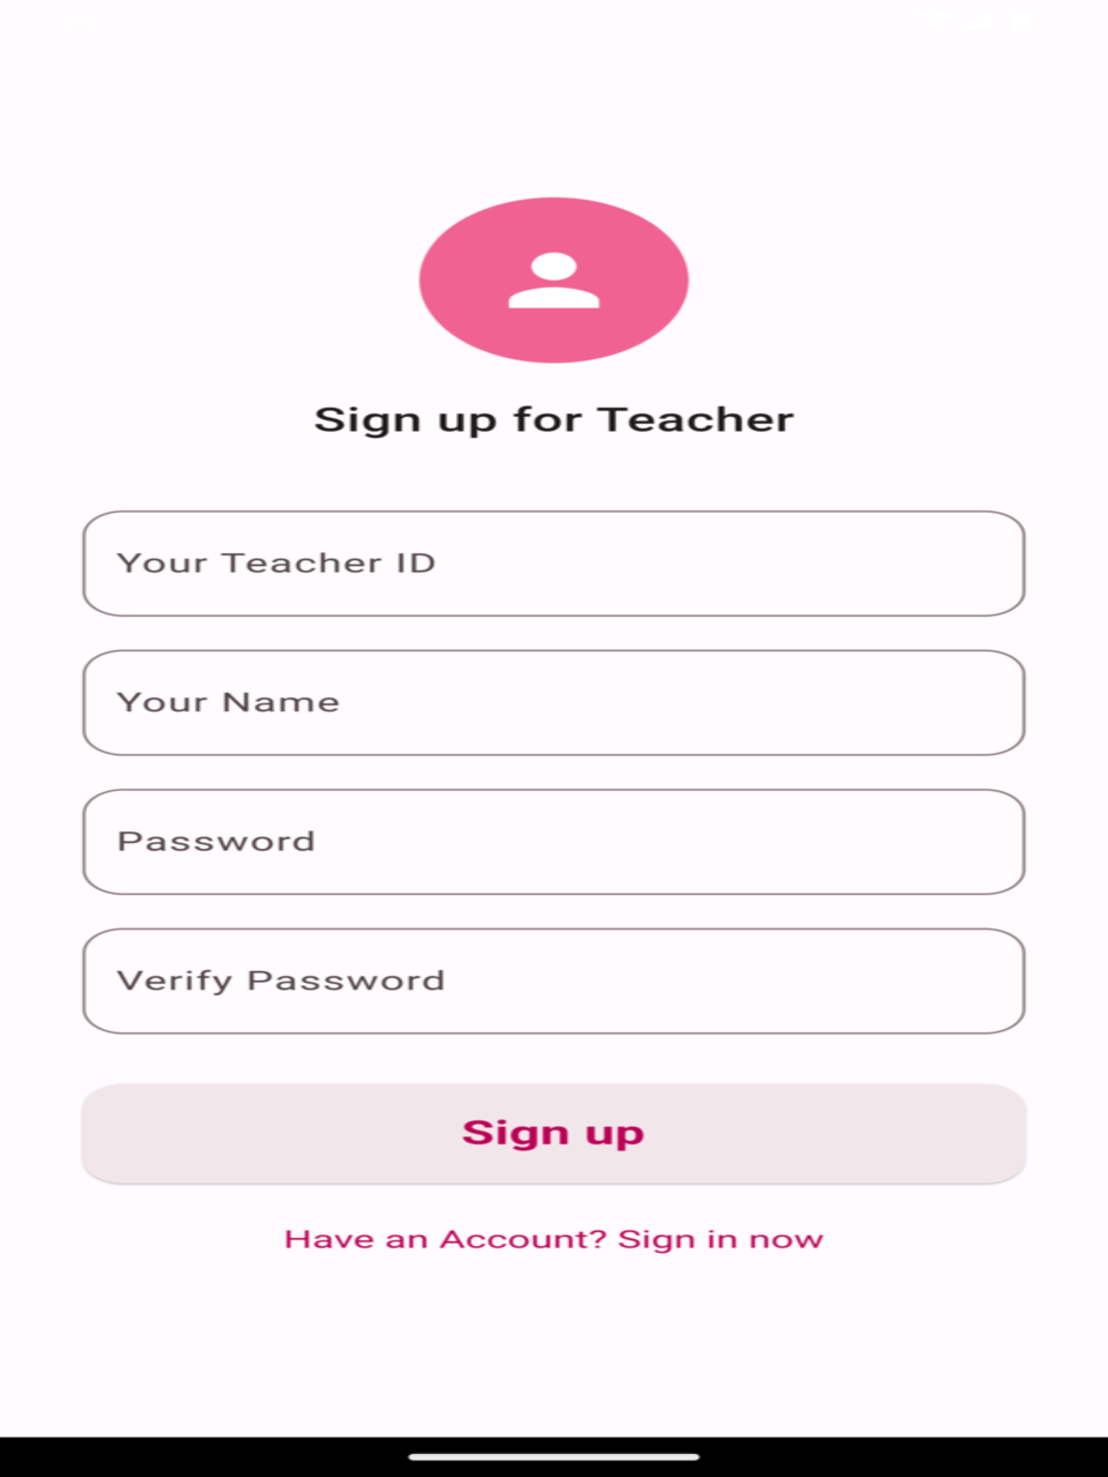 Sign up for Teacher
Your Teacher ID
Your Name
Password
Verify Password
Sign up
Have an Account? Sign in now